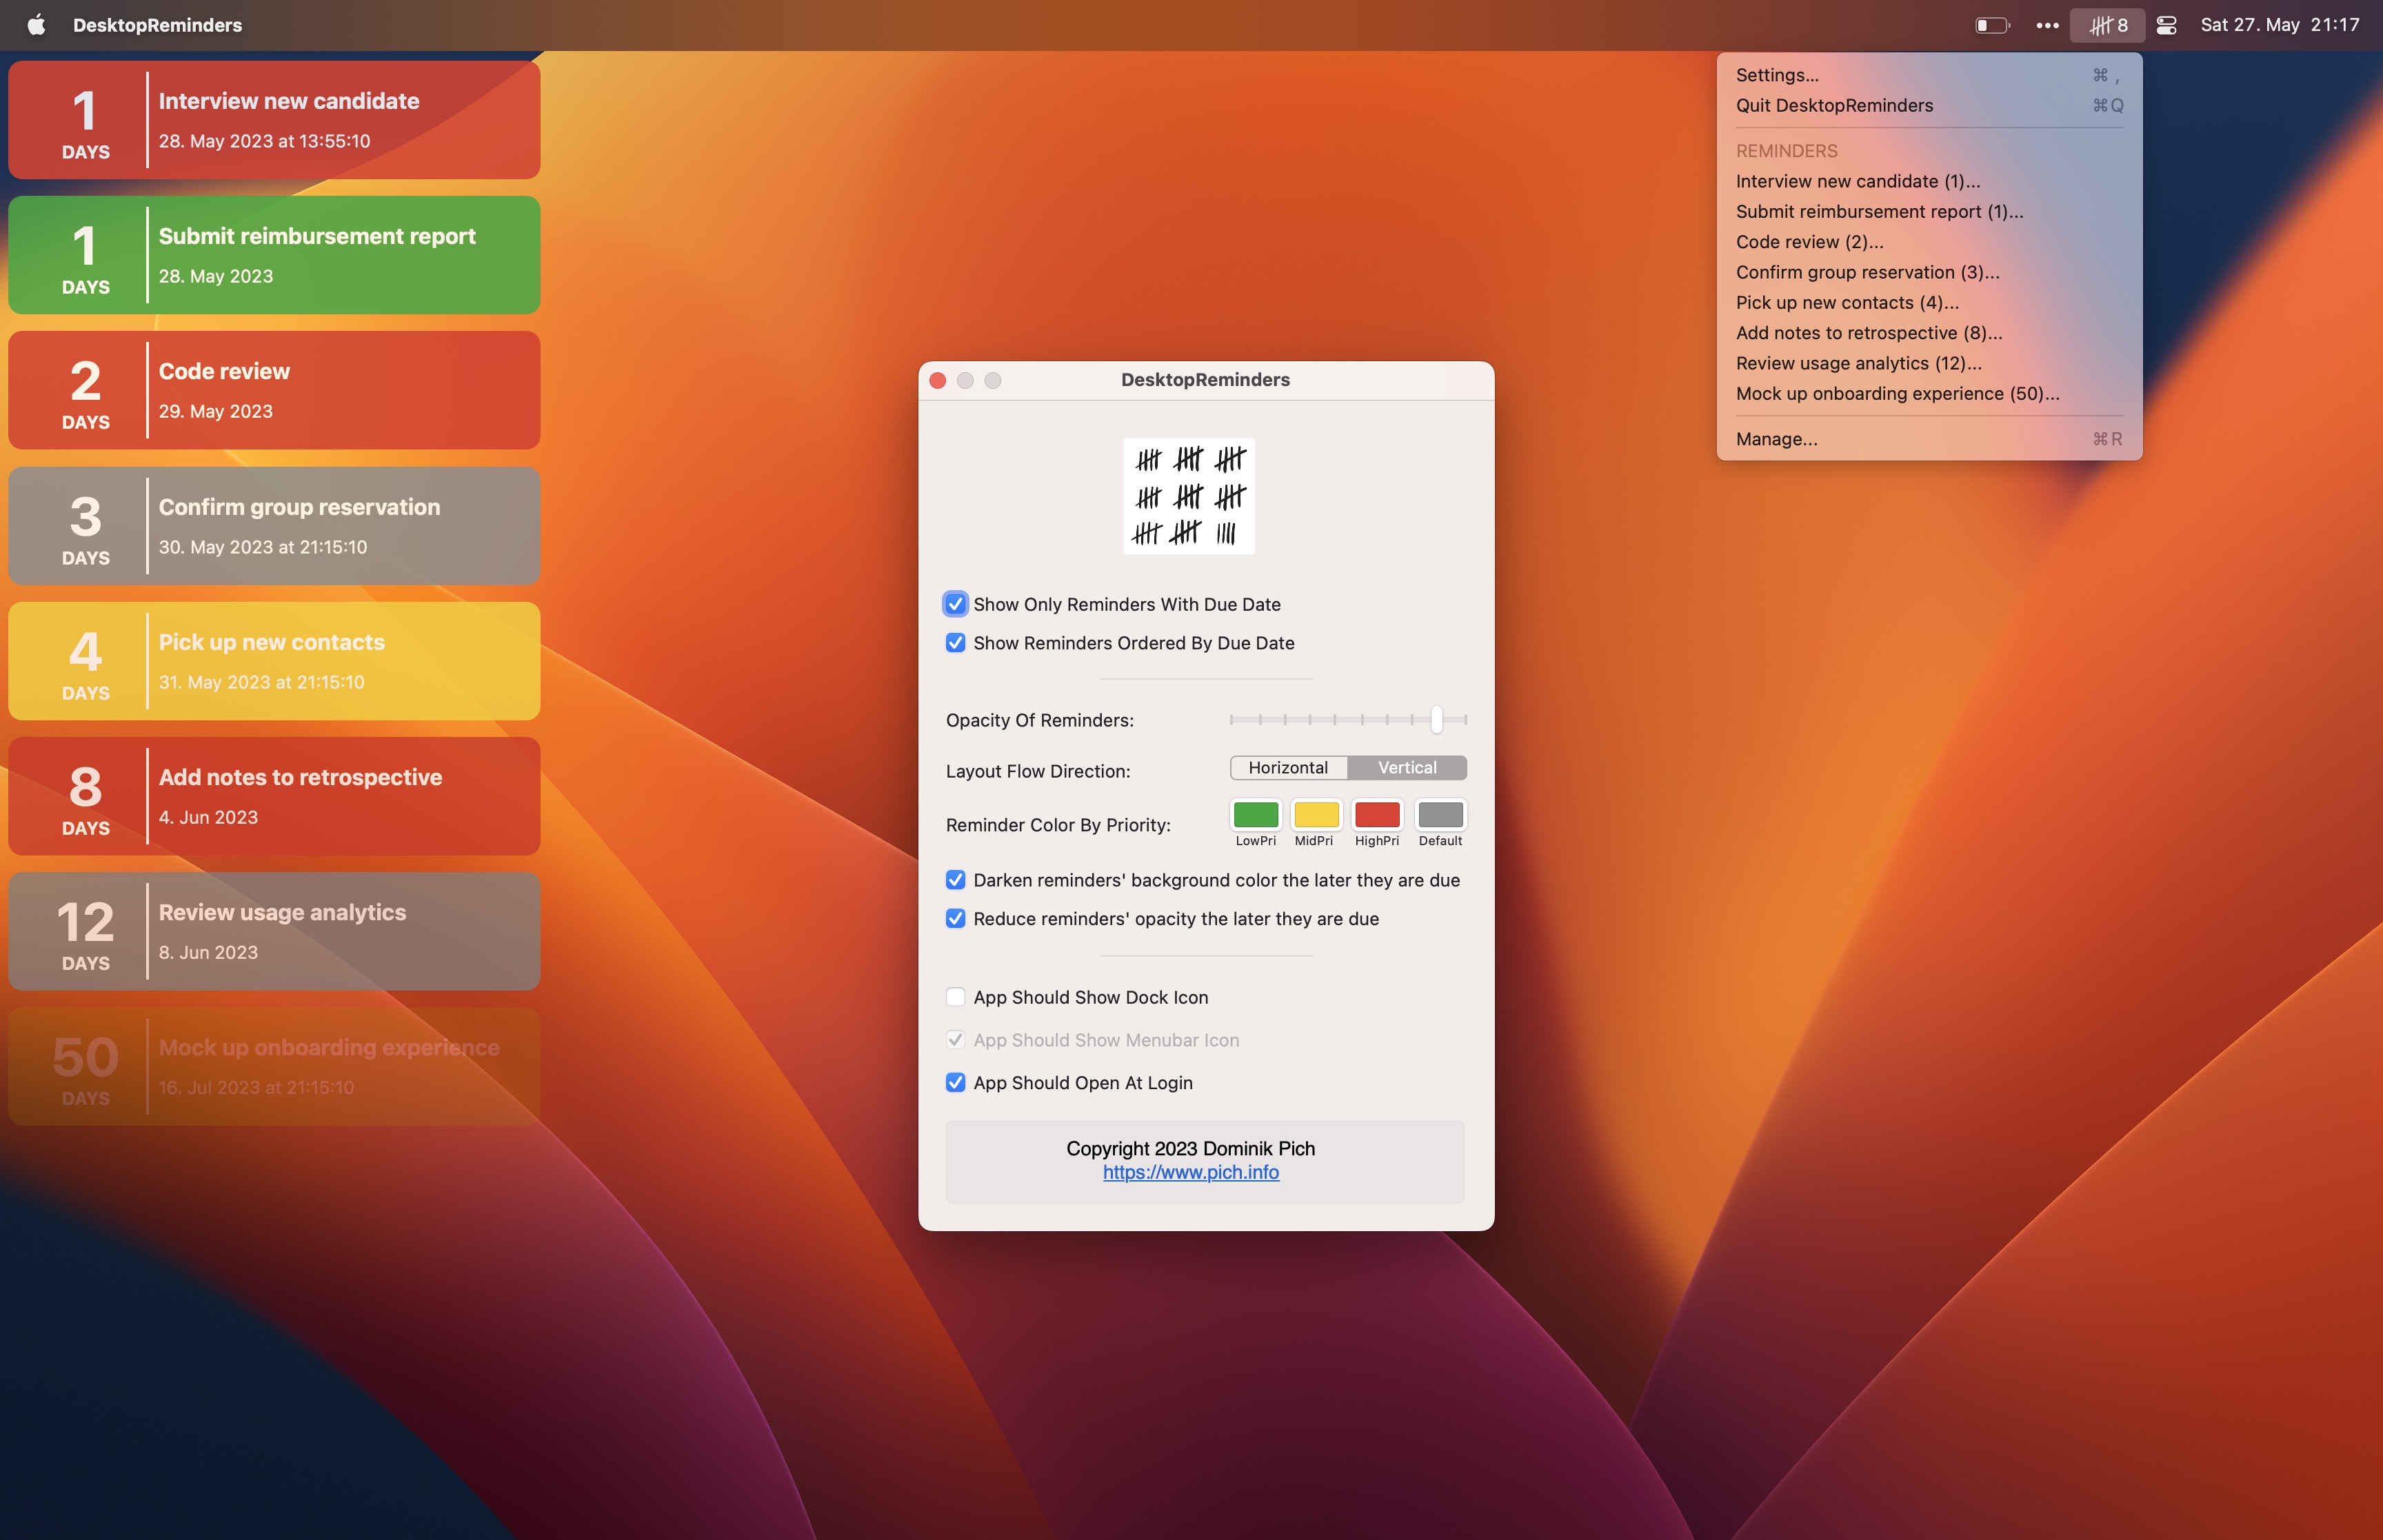 DesktopReminders
8
Sat 27. May 21:17
1
DAYS
Interview new candidate
28. May 2023 at 13:55:10
1
DAYS
Submit reimbursement report
28. May 2023
2
DAYS
Code review
29. May 2023
3
DAYS
Confirm group reservation
30. May 2023 at 21:15:10
4
DAYS
Pick up new contacts
31. May 2023 at 21:15:10
8
DAYS
Add notes to retrospective
4. Jun 2023
12
DAYS
Review usage analytics
8. Jun 2023
50
DAYS
Mock up onboarding experience
16. Jul 2023 at 21:15:10
DesktopReminders
Show Only Reminders With Due Date
Show Reminders Ordered By Due Date
Opacity Of Reminders:
Layout Flow Direction: Horizontal Vertical
Reminder Color By Priority:
LowPri MidPri HighPri Default
Darken reminders' background color the later they are due
Reduce reminders' opacity the later they are due
App Should Show Dock Icon
App Should Show Menubar Icon
App Should Open At Login
Copyright 2023 Dominik Pich
https://www.pich.info
Settings... ⌘ ,
Quit DesktopReminders ⌘Q
REMINDERS
Interview new candidate (1)...
Submit reimbursement report (1)...
Code review (2)...
Confirm group reservation (3)...
Pick up new contacts (4)...
Add notes to retrospective (8)...
Review usage analytics (12)...
Mock up onboarding experience (50)...
Manage... ⌘R